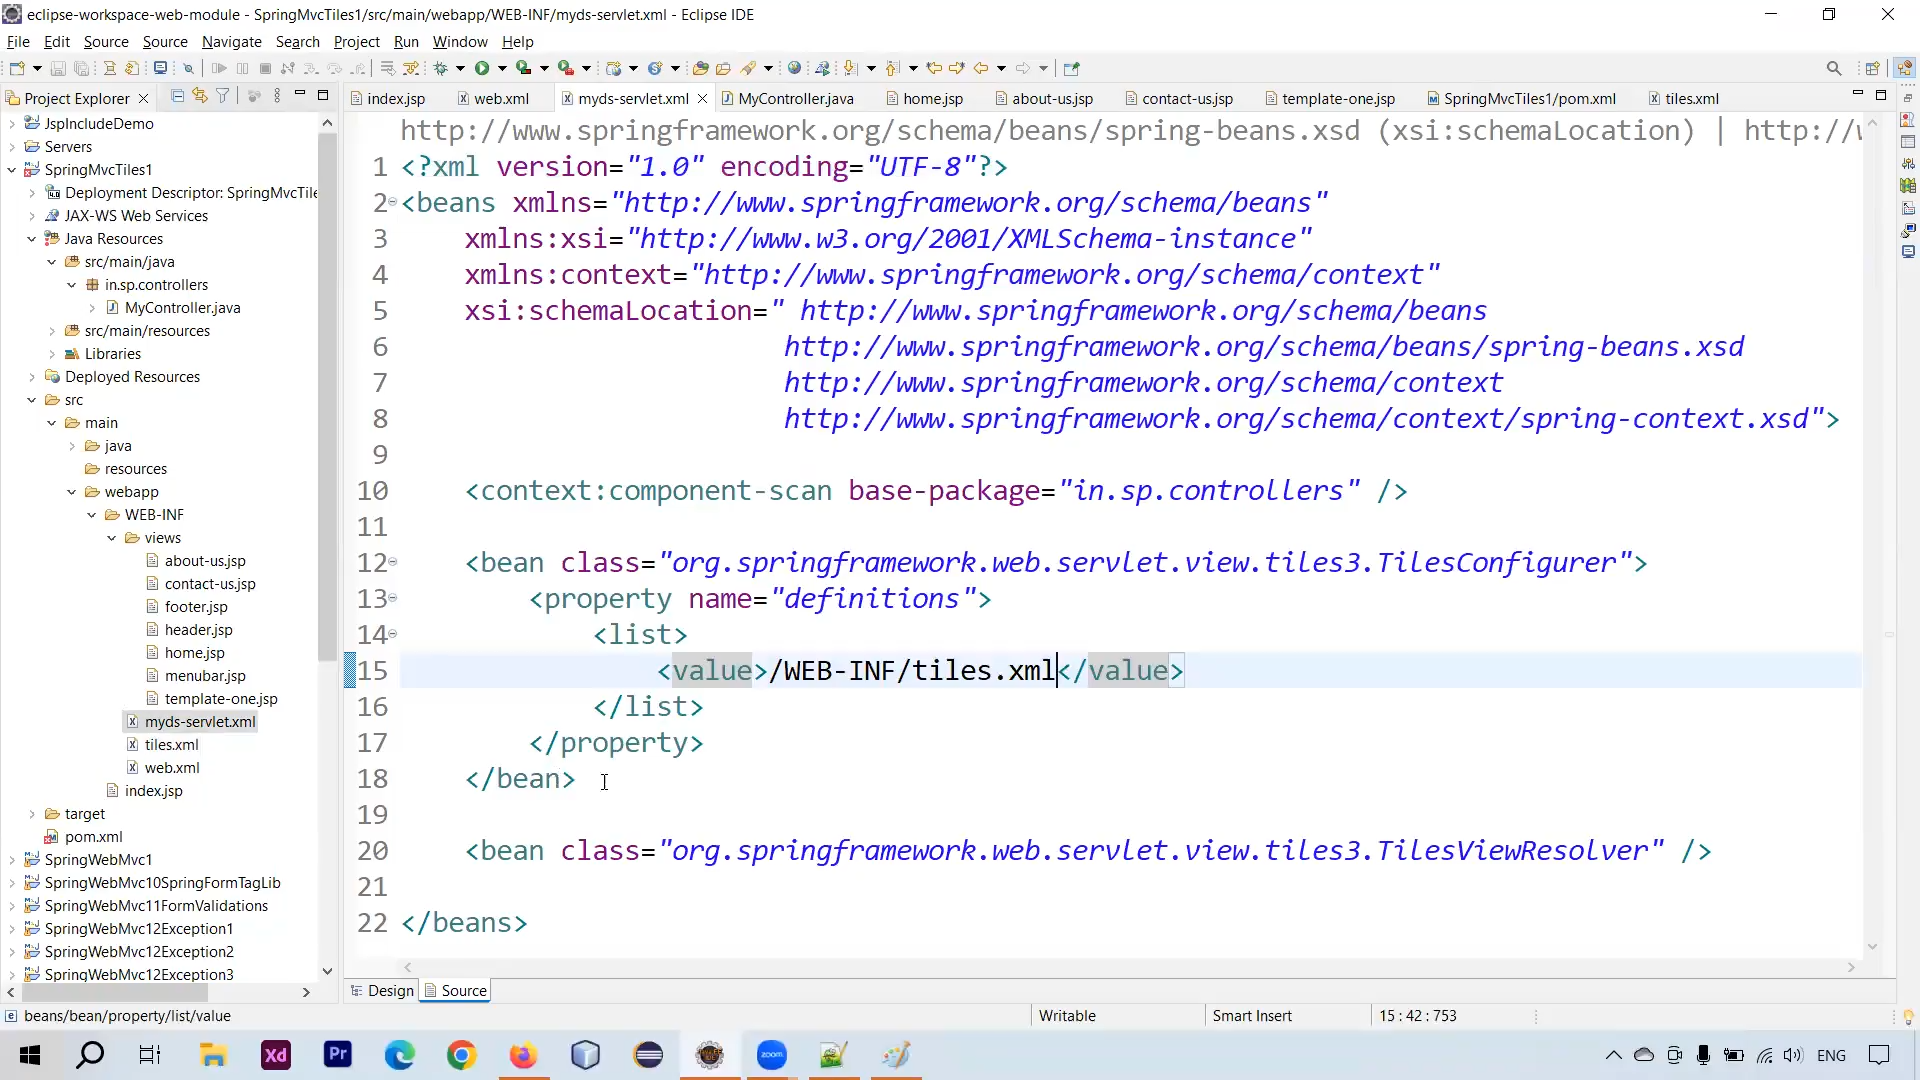 eclipse-workspace-web-module - SpringMvcTiles1/src/main/webapp/WEB-INF/myds-servlet.xml - Eclipse IDE
File Edit Source Source Navigate Search Project Run Window Help
Project Explorer
index.jsp web.xml myds-servlet.xml MyController.java home.jsp about-us.jsp contact-us.jsp template-one.jsp SpringMvcTiles1/pom.xml tiles.xml
JspIncludeDemo
Servers
SpringMvcTiles1
Deployment Descriptor: SpringMvcTile
JAX-WS Web Services
Java Resources
src/main/java
in.sp.controllers
MyController.java
src/main/resources
Libraries
Deployed Resources
src
main
java
resources
webapp
WEB-INF
views
about-us.jsp
contact-us.jsp
footer.jsp
header.jsp
home.jsp
menubar.jsp
template-one.jsp
myds-servlet.xml
tiles.xml
web.xml
index.jsp
target
pom.xml
SpringWebMvc1
SpringWebMvc10SpringFormTagLib
SpringWebMvc11FormValidations
SpringWebMvc12Exception1
SpringWebMvc12Exception2
SpringWebMvc12Exception3
http://www.springframework.org/schema/beans/spring-beans.xsd (xsi:schemaLocation) | http://w
1 <?xml version="1.0" encoding="UTF-8"?>
2 <beans xmlns="http://www.springframework.org/schema/beans"
3 xmlns:xsi="http://www.w3.org/2001/XMLSchema-instance"
4 xmlns:context="http://www.springframework.org/schema/context"
5 xsi:schemaLocation=" http://www.springframework.org/schema/beans
6 http://www.springframework.org/schema/beans/spring-beans.xsd
7 http://www.springframework.org/schema/context
8 http://www.springframework.org/schema/context/spring-context.xsd">
9
10 <context:component-scan base-package="in.sp.controllers" />
11
12 <bean class="org.springframework.web.servlet.view.tiles3.TilesConfigurer">
13 <property name="definitions">
14 <list>
15 <value>/WEB-INF/tiles.xml</value>
16 </list>
17 </property>
18 </bean>
19
20 <bean class="org.springframework.web.servlet.view.tiles3.TilesViewResolver" />
21
22 </beans>
Design Source
beans/bean/property/list/value
Writable
Smart Insert
15 : 42 : 753
Xd Pr zoom ENG